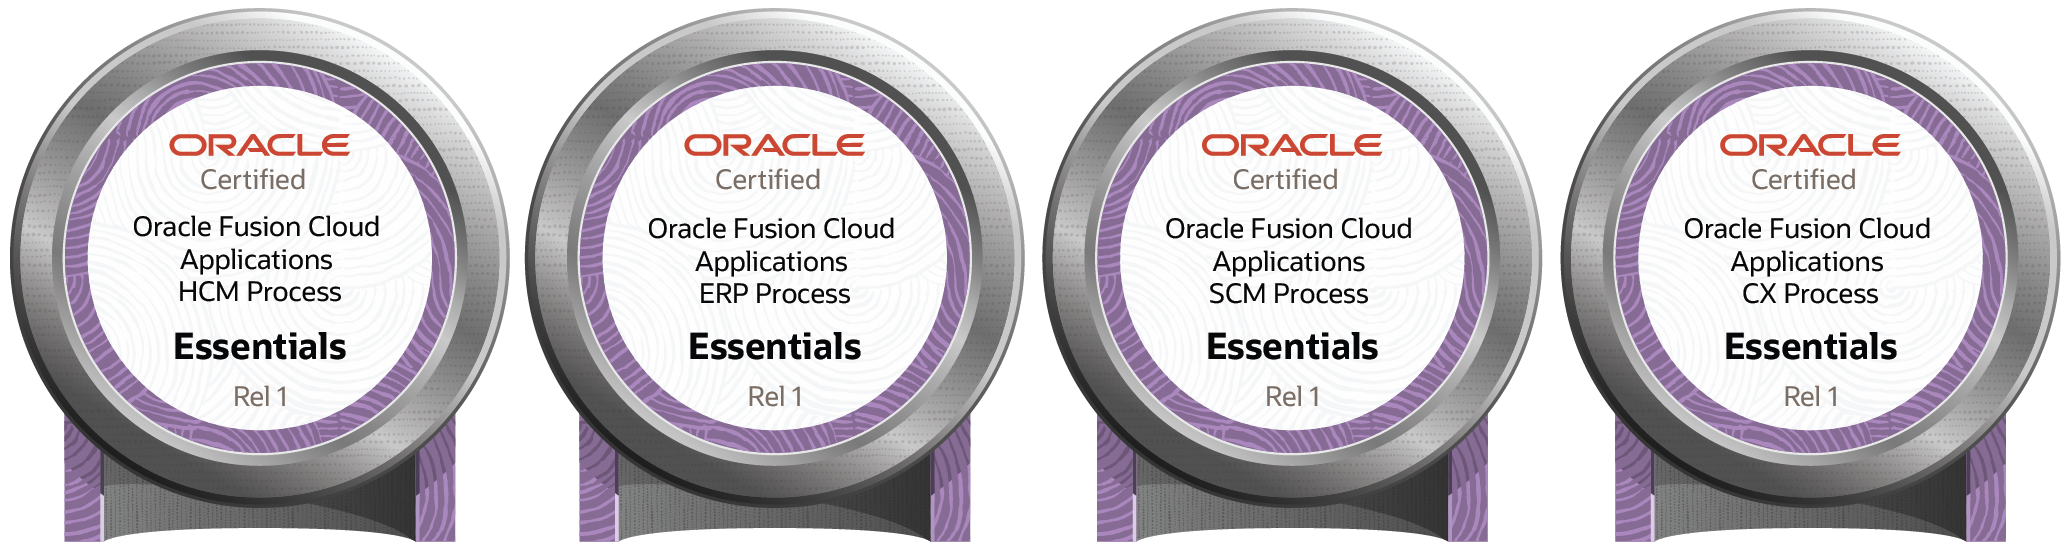 ORACLE
Certified
Oracle Fusion Cloud
Applications
HCM Process
Essentials
Rel 1
ORACLE
Certified
Oracle Fusion Cloud
Applications
ERP Process
Essentials
Rel 1
ORACLE
Certified
Oracle Fusion Cloud
Applications
SCM Process
Essentials
Rel 1
ORACLE
Certified
Oracle Fusion Cloud
Applications
CX Process
Essentials
Rel 1